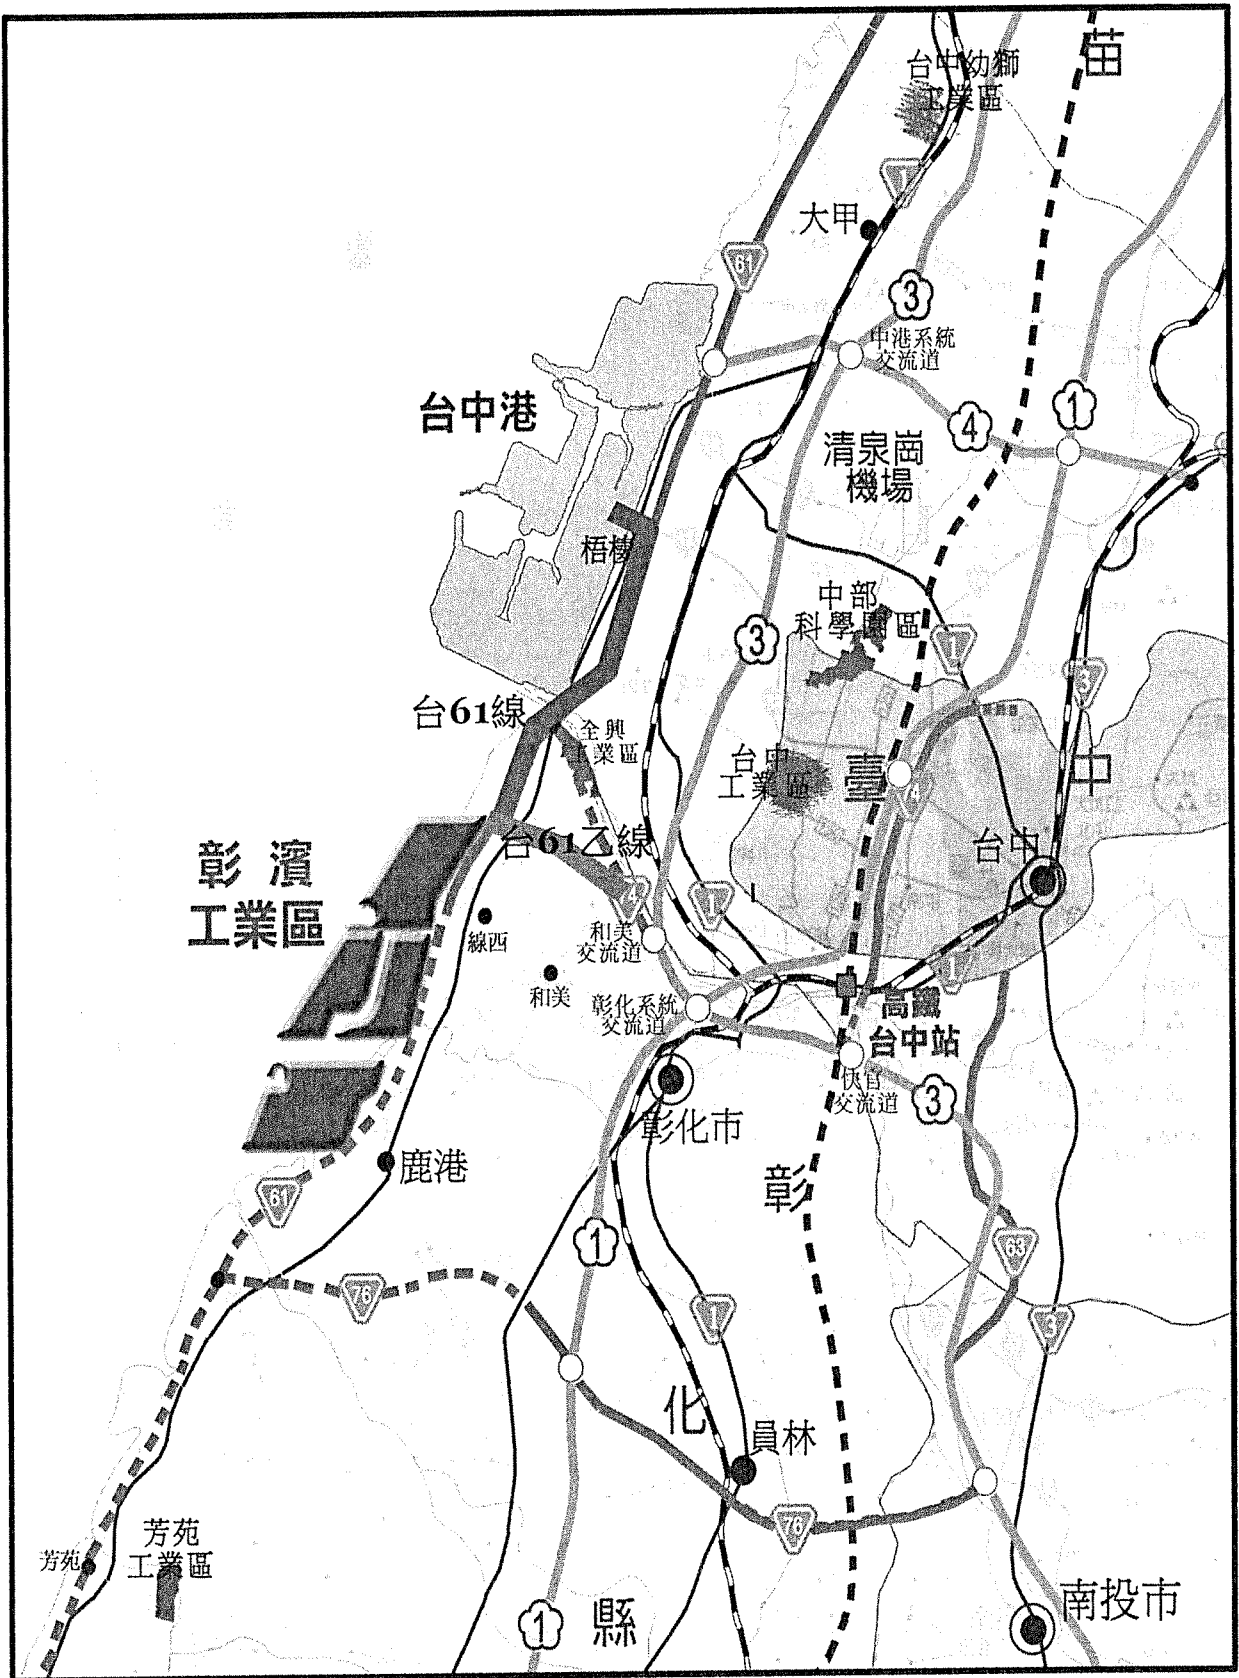 苗
台中幼獅
工業區
1
大甲
61
3
中港系統
交流道
台中港
1
4
清泉崗
機場
梧棲
中部
科學園區
3
1
3
台61線
全興
工業區
台中
工業區
臺
中
74
台61乙線
台中
彰濱
工業區
1
線西
和美
交流道
和美
1
彰化系統
交流道
高鐵
台中站
快官
交流道
3
彰化市
鹿港
彰
61
1
63
76
1
3
化
員林
76
芳苑
工業區
芳苑
南投市
1
縣